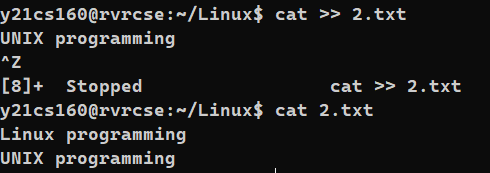 y21cs160@rvrcse:~/Linux$ cat >> 2.txt
UNIX programming
^Z
[8]+  Stopped                 cat >> 2.txt
y21cs160@rvrcse:~/Linux$ cat 2.txt
Linux programming
UNIX programming